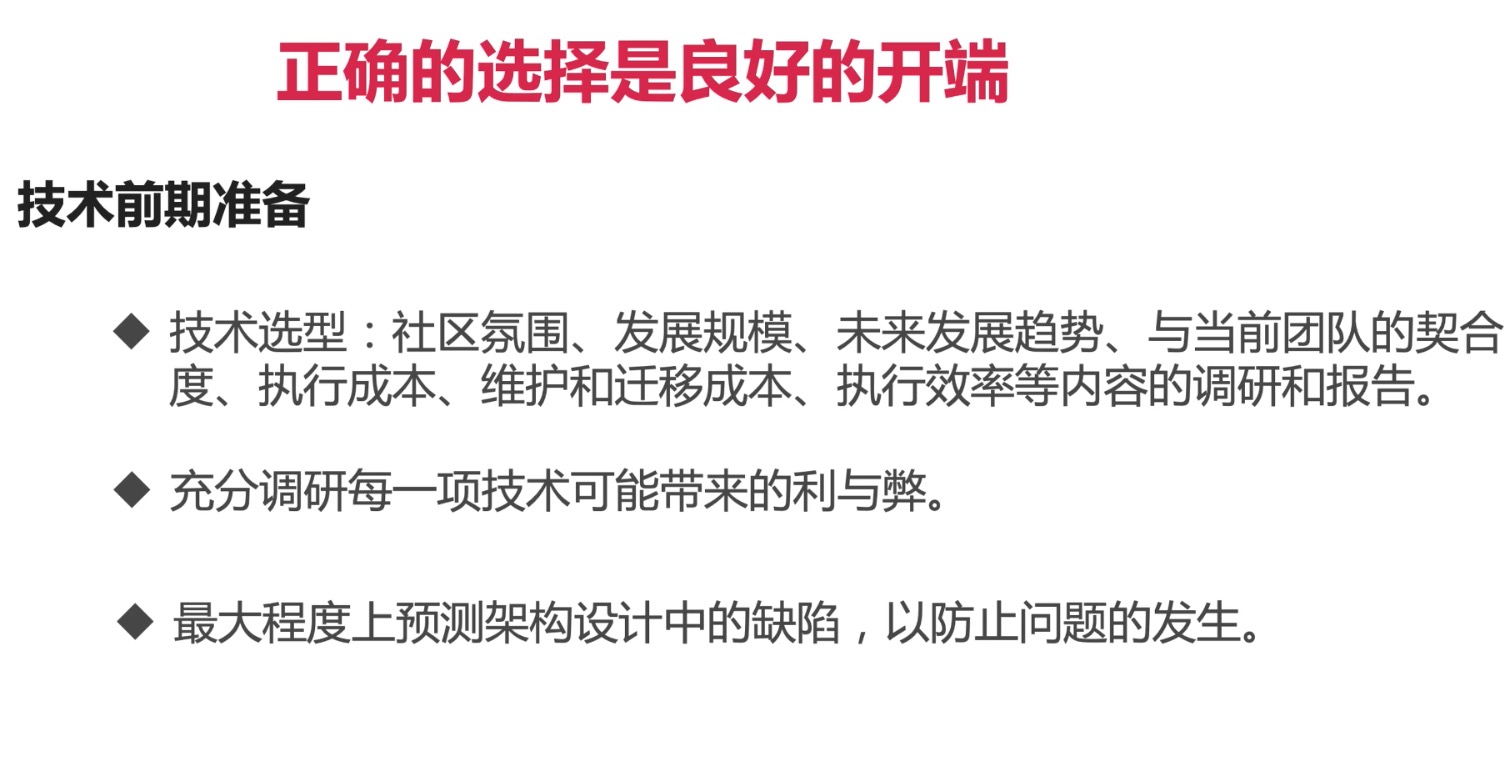 正确的选择是良好的开端
技术前期准备
◆ 技术选型：社区氛围、发展规模、未来发展趋势、与当前团队的契合
度、执行成本、维护和迁移成本、执行效率等内容的调研和报告。
◆ 充分调研每一项技术可能带来的利与弊。
◆ 最大程度上预测架构设计中的缺陷，以防止问题的发生。